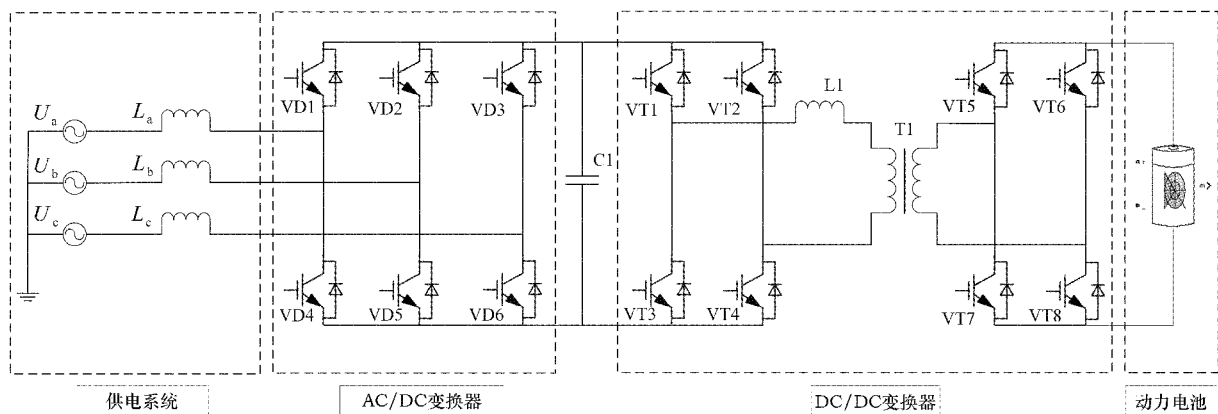 VD1
VD2
VD3
VT1
VT2
L1
VT5
VT6
Ua
La
T1
Ub
Lb
C1
Uc
Lc
VD4
VD5
VD6
VT3
VT4
VT7
VT8
供电系统
AC/DC变换器
DC/DC变换器
动力电池